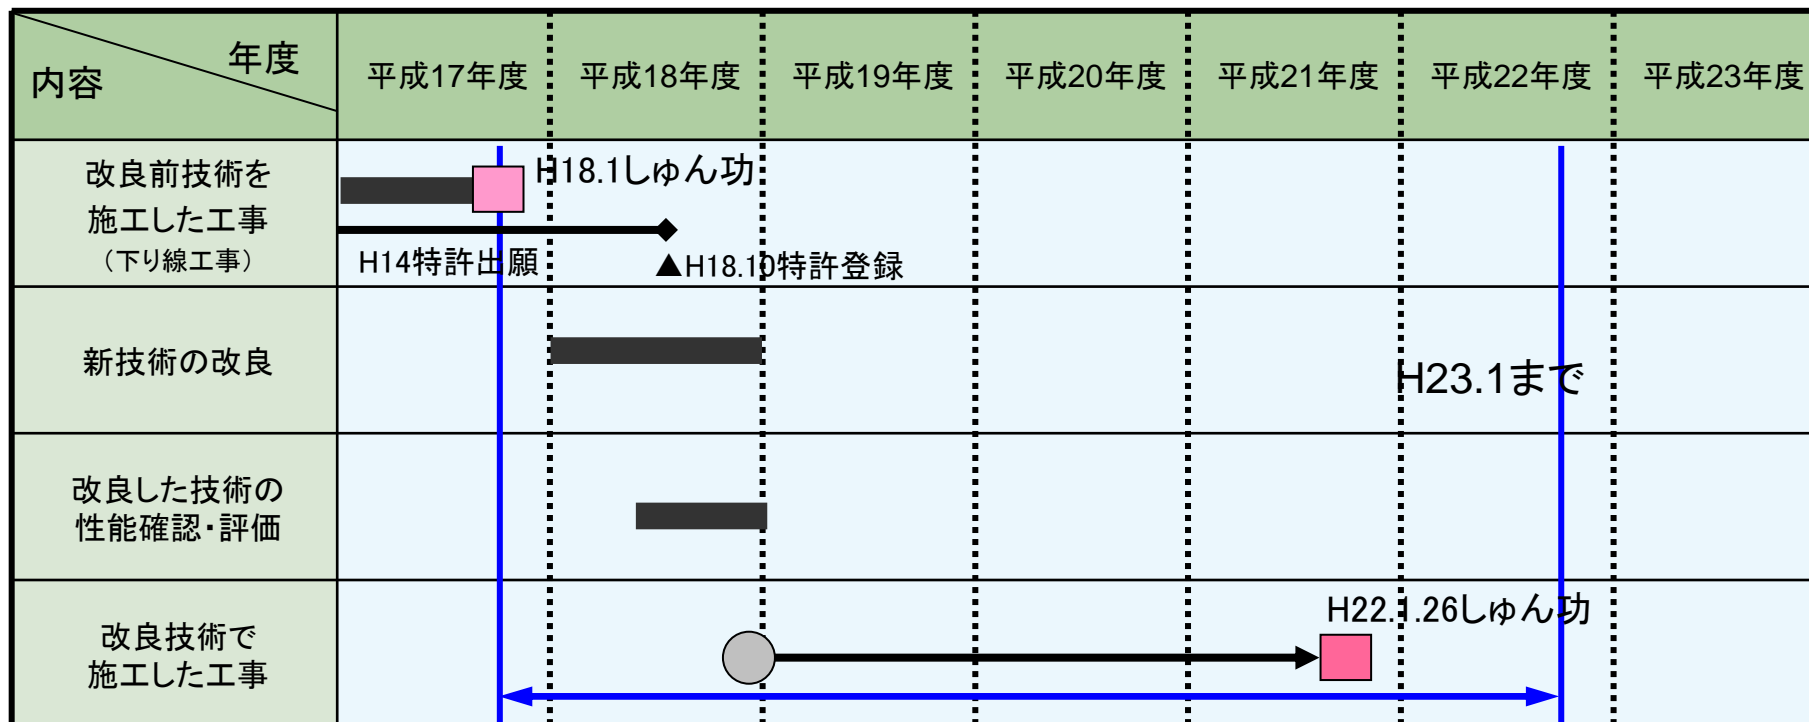 年度
内容
平成17年度
平成18年度
平成19年度
平成20年度
平成21年度
平成22年度
平成23年度
改良前技術を
施工した工事
（下り線工事）
H18.1しゅん功
H14特許出願
▲H18.10特許登録
新技術の改良
H23.1まで
改良した技術の
性能確認・評価
改良技術で
施工した工事
H22.1.26しゅん功